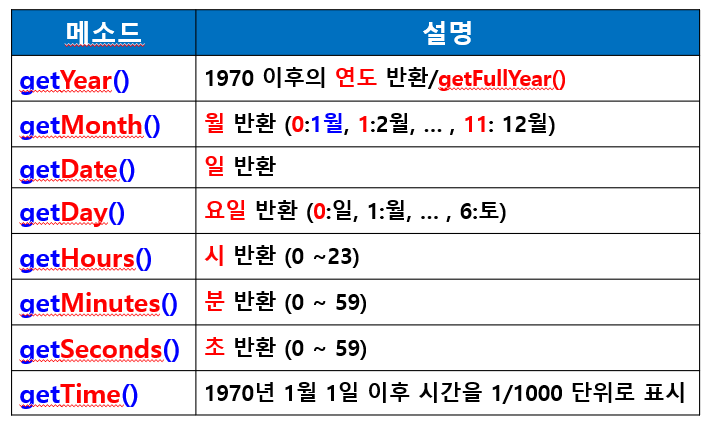 메소드 설명
getYear() 1970 이후의 연도 반환/getFullYear()
getMonth() 월 반환 (0:1월, 1:2월, ... , 11: 12월)
getDate() 일 반환
getDay() 요일 반환 (0:일, 1:월, ... , 6:토)
getHours() 시 반환 (0 ~23)
getMinutes() 분 반환 (0 ~ 59)
getSeconds() 초 반환 (0 ~ 59)
getTime() 1970년 1월 1일 이후 시간을 1/1000 단위로 표시